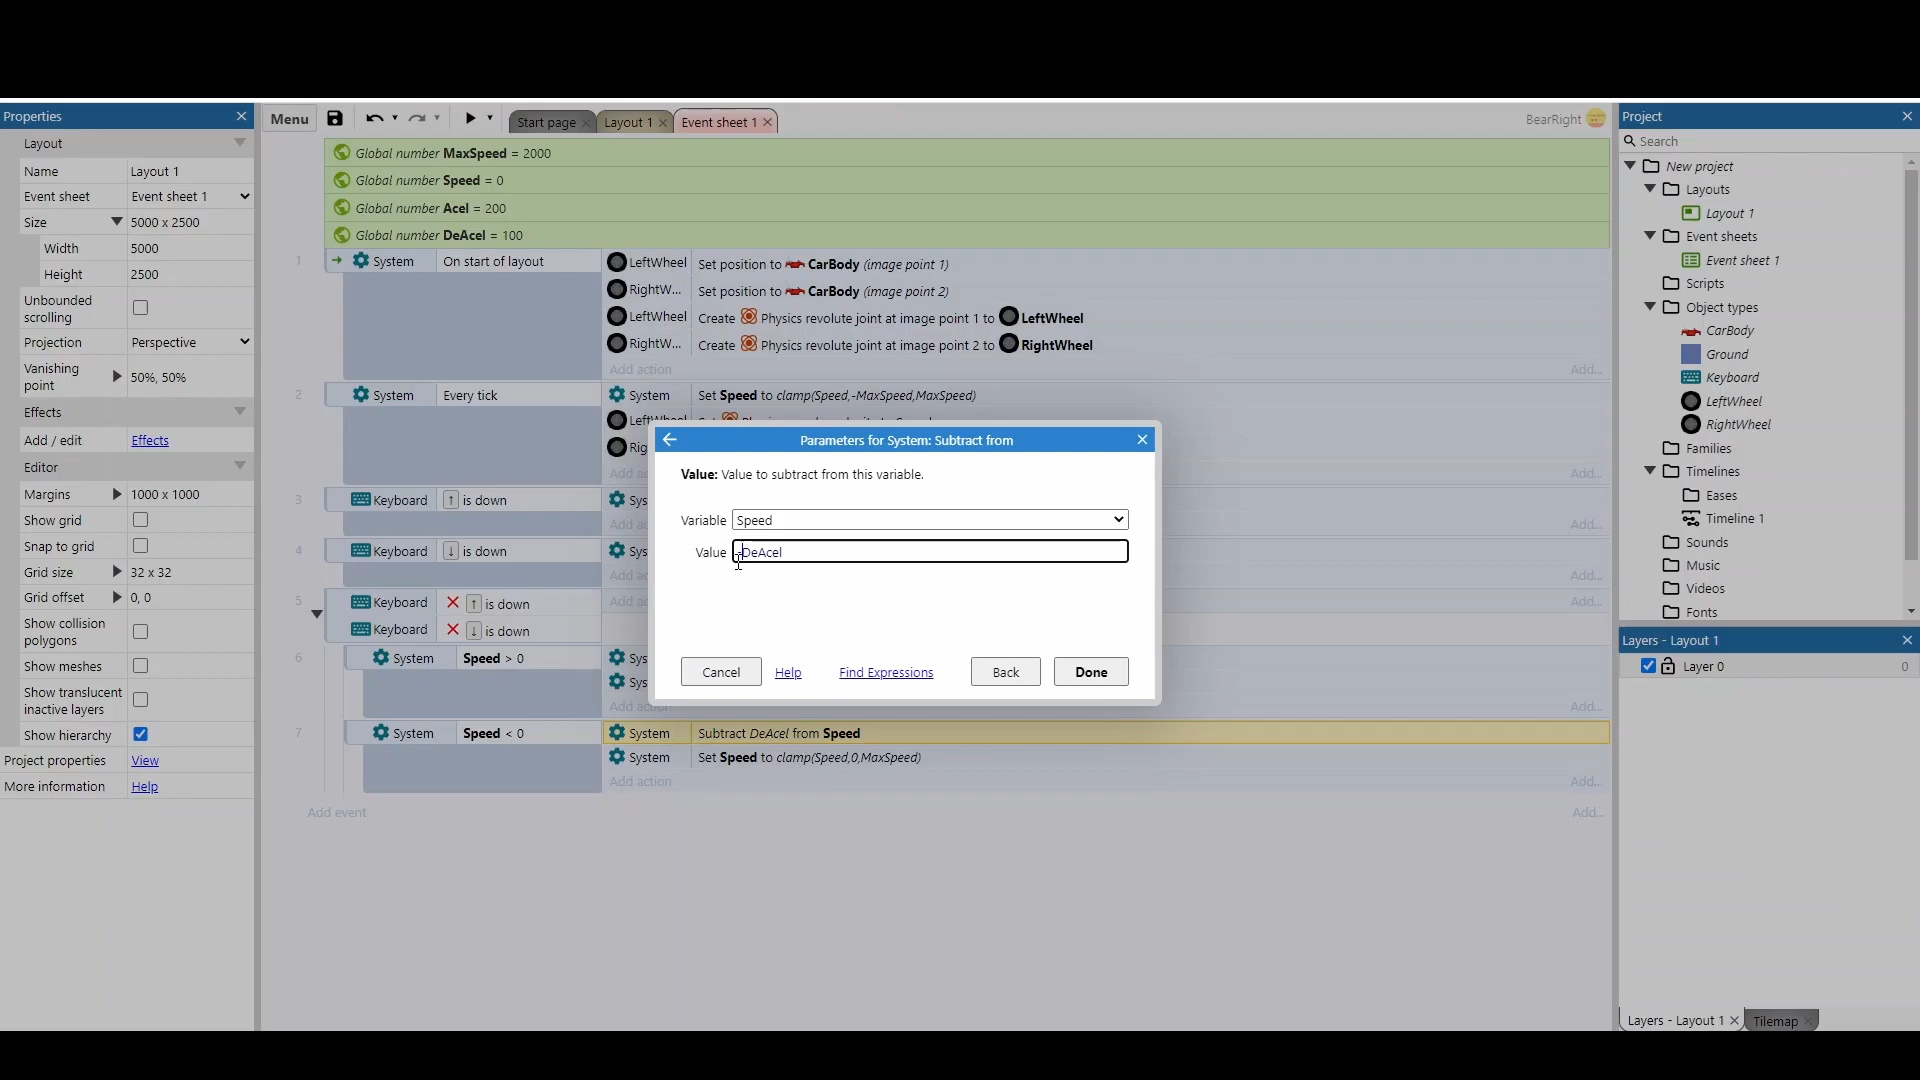 Properties
Layout
Name Layout 1
Event sheet Event sheet 1
Size 5000 x 2500
Width 5000
Height 2500
Unbounded
scrolling
Projection Perspective
Vanishing
point 50%, 50%
Effects
Add / edit Effects
Editor
Margins 1000 x 1000
Show grid
Snap to grid
Grid size 32 x 32
Grid offset 0, 0
Show collision
polygons
Show meshes
Show translucent
inactive layers
Show hierarchy
Project properties View
More information Help
Menu
Start page
Layout 1
Event sheet 1
BearRight
Global number MaxSpeed = 2000
Global number Speed = 0
Global number Acel = 200
Global number DeAcel = 100
1 System On start of layout
LeftWheel Set position to CarBody (image point 1)
RightW... Set position to CarBody (image point 2)
LeftWheel Create Physics revolute joint at image point 1 to LeftWheel
RightW... Create Physics revolute joint at image point 2 to RightWheel
Add action Add...
2 System Every tick
System Set Speed to clamp(Speed,-MaxSpeed,MaxSpeed)
Add...
3 Keyboard ↑ is down
Add...
4 Keyboard ↓ is down
Add...
5 Keyboard ↑ is down
Add...
Keyboard ↓ is down
6 System Speed > 0
Add...
7 System Speed < 0
System Subtract DeAcel from Speed
System Set Speed to clamp(Speed,0,MaxSpeed)
Add action Add...
Add event Add...
Parameters for System: Subtract from
Value: Value to subtract from this variable.
Variable Speed
Value -DeAcel
Cancel
Help
Find Expressions
Back
Done
Project
Search
New project
Layouts
Layout 1
Event sheets
Event sheet 1
Scripts
Object types
CarBody
Ground
Keyboard
LeftWheel
RightWheel
Families
Timelines
Eases
Timeline 1
Sounds
Music
Videos
Fonts
Layers - Layout 1
Layer 0 0
Layers - Layout 1
Tilemap